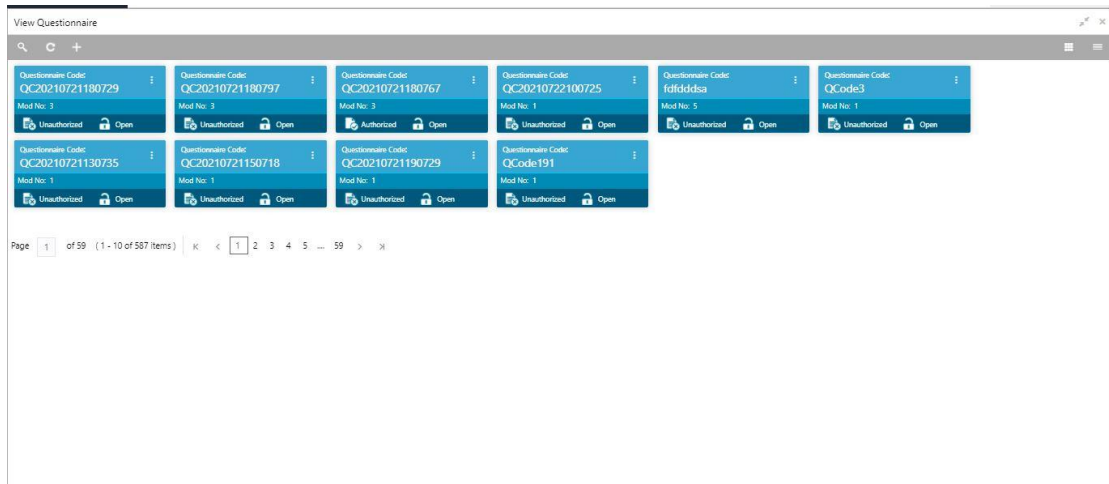 View Questionnaire
Questionnaire Code:
QC20210721180729
Mod No: 3
Unauthorized Open
Questionnaire Code:
QC20210721180797
Mod No: 3
Unauthorized Open
Questionnaire Code:
QC20210721180767
Mod No: 3
Authorized Open
Questionnaire Code:
QC20210722100725
Mod No: 1
Unauthorized Open
Questionnaire Code:
fdfdddsa
Mod No: 5
Unauthorized Open
Questionnaire Code:
QCode3
Mod No: 1
Unauthorized Open
Questionnaire Code:
QC20210721130735
Mod No: 1
Unauthorized Open
Questionnaire Code:
QC20210721150718
Mod No: 1
Unauthorized Open
Questionnaire Code:
QC20210721190729
Mod No: 1
Unauthorized Open
Questionnaire Code:
QCode191
Mod No: 1
Unauthorized Open
Page 1 of 59 (1 - 10 of 587 items) 1 2 3 4 5 ... 59